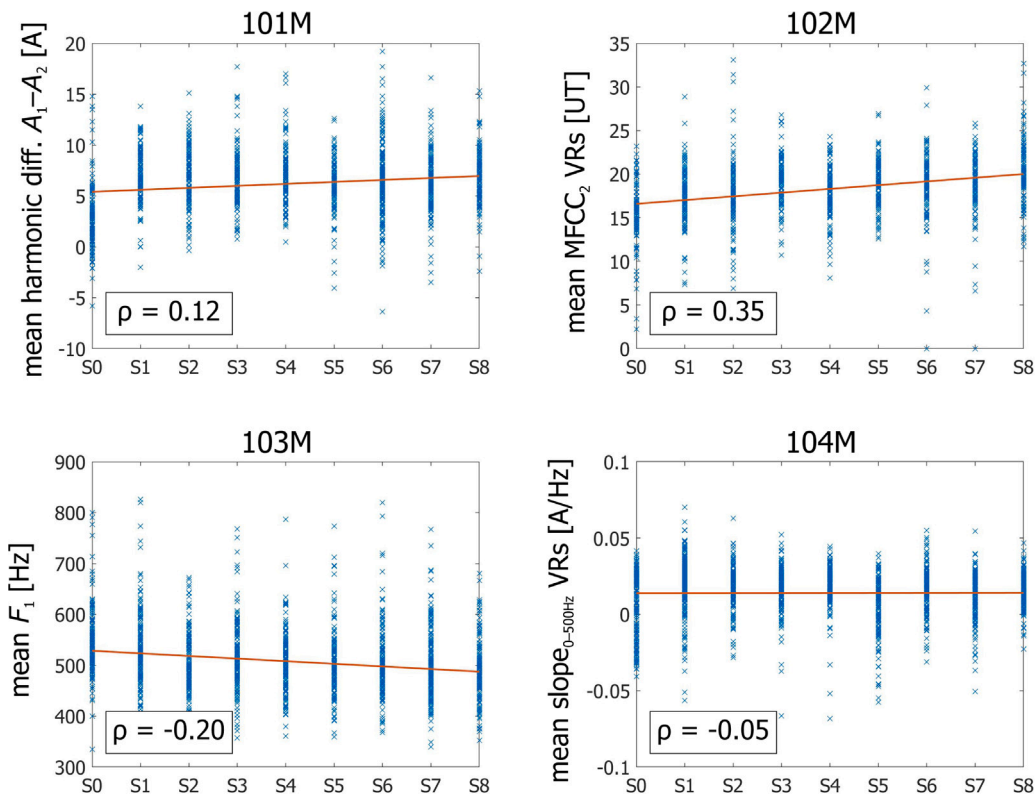 101M
mean harmonic diff. A₁–A₂ [A]
20
15
10
5
0
-5
-10
ρ = 0.12
S0 S1 S2 S3 S4 S5 S6 S7 S8
102M
mean MFCC₂ VRs [UT]
35
30
25
20
15
10
5
0
ρ = 0.35
S0 S1 S2 S3 S4 S5 S6 S7 S8
103M
mean F₁ [Hz]
900
800
700
600
500
400
300
ρ = -0.20
S0 S1 S2 S3 S4 S5 S6 S7 S8
104M
mean slope₀₋₅₀₀Hz VRs [A/Hz]
0.1
0.05
0
-0.05
-0.1
ρ = -0.05
S0 S1 S2 S3 S4 S5 S6 S7 S8